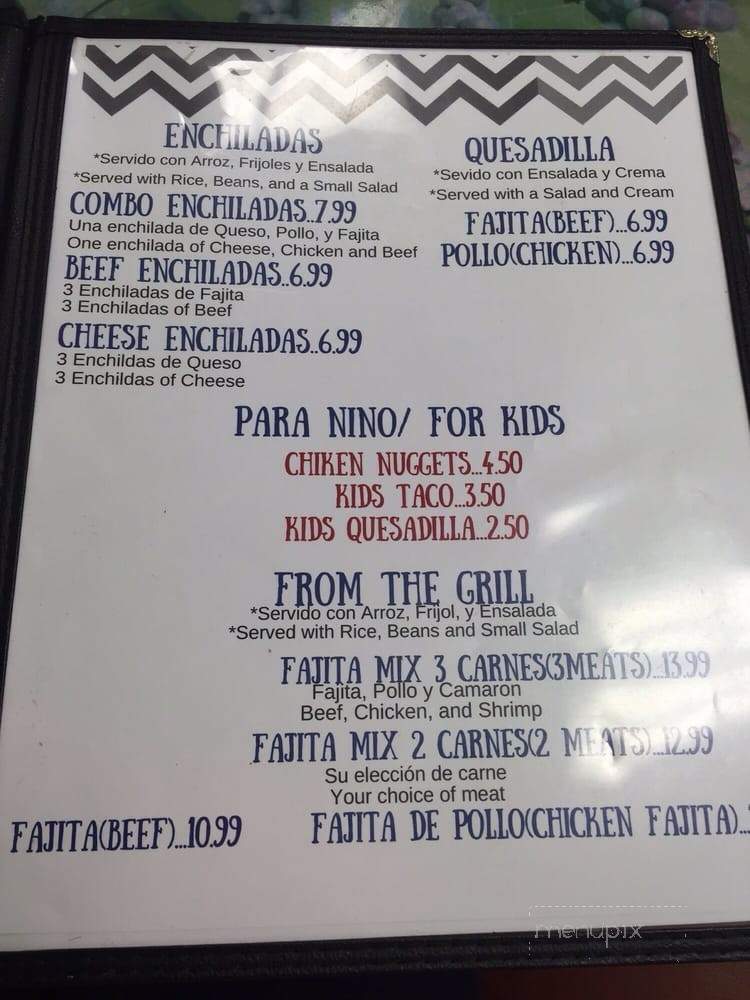 ENCHILADAS
*Servido con Arroz, Frijoles y Ensalada
*Served with Rice, Beans, and a Small Salad
COMBO ENCHILADAS..7.99
Una enchilada de Queso, Pollo, y Fajita
One enchilada of Cheese, Chicken and Beef
BEEF ENCHILADAS..6.99
3 Enchiladas de Fajita
3 Enchiladas of Beef
CHEESE ENCHILADAS..6.99
3 Enchildas de Queso
3 Enchildas of Cheese
QUESADILLA
*Sevido con Ensalada y Crema
*Served with a Salad and Cream
FAJITA(BEEF)...6.99
POLLO(CHICKEN)...6.99
PARA NINO/ FOR KIDS
CHIKEN NUGGETS...4.50
KIDS TACO...3.50
KIDS QUESADILLA...2.50
FROM THE GRILL
*Servido con Arroz, Frijol, y Ensalada
*Served with Rice, Beans and Small Salad
FAJITA MIX 3 CARNES(3MEATS)...13.99
Fajita, Pollo y Camaron
Beef, Chicken, and Shrimp
FAJITA MIX 2 CARNES(2 MEATS)...12.99
Su elección de carne
Your choice of meat
FAJITA(BEEF)...10.99
FAJITA DE POLLO(CHICKEN FAJITA)...
menupix